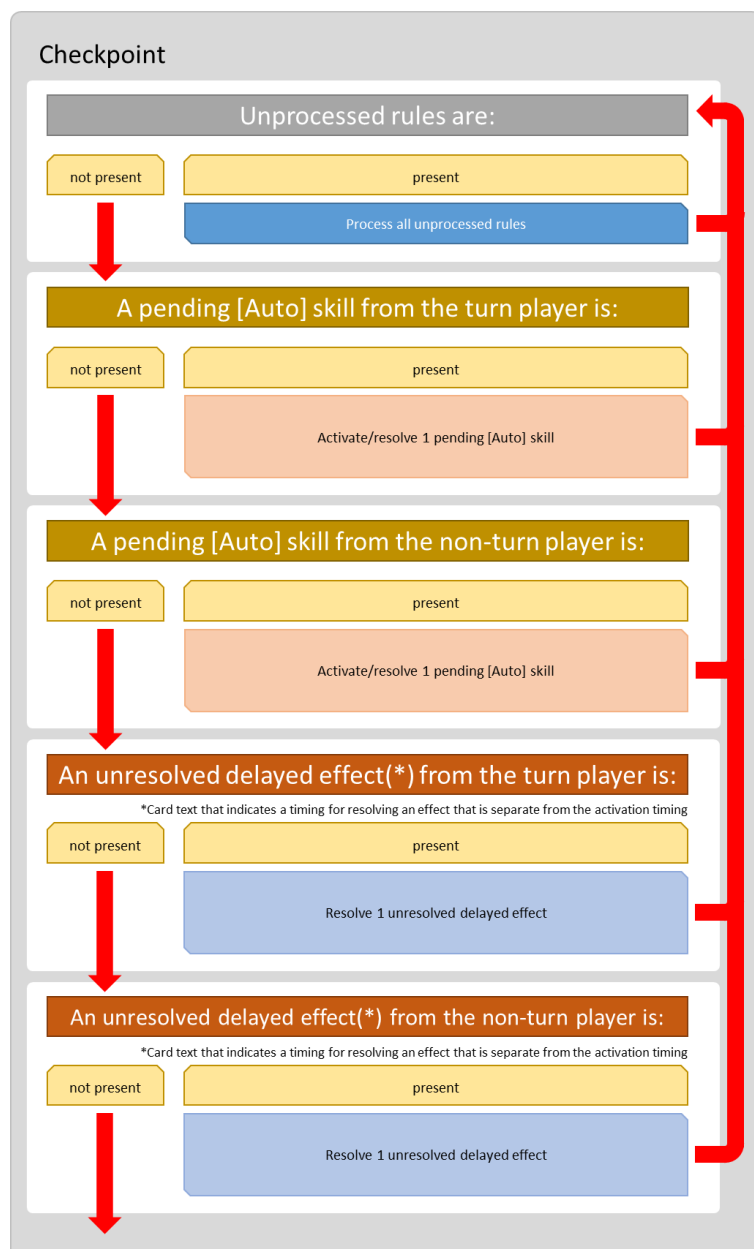 Checkpoint
Unprocessed rules are:
not present
present
Process all unprocessed rules
A pending [Auto] skill from the turn player is:
not present
present
Activate/resolve 1 pending [Auto] skill
A pending [Auto] skill from the non-turn player is:
not present
present
Activate/resolve 1 pending [Auto] skill
An unresolved delayed effect(*) from the turn player is:
*Card text that indicates a timing for resolving an effect that is separate from the activation timing
not present
present
Resolve 1 unresolved delayed effect
An unresolved delayed effect(*) from the non-turn player is:
*Card text that indicates a timing for resolving an effect that is separate from the activation timing
not present
present
Resolve 1 unresolved delayed effect